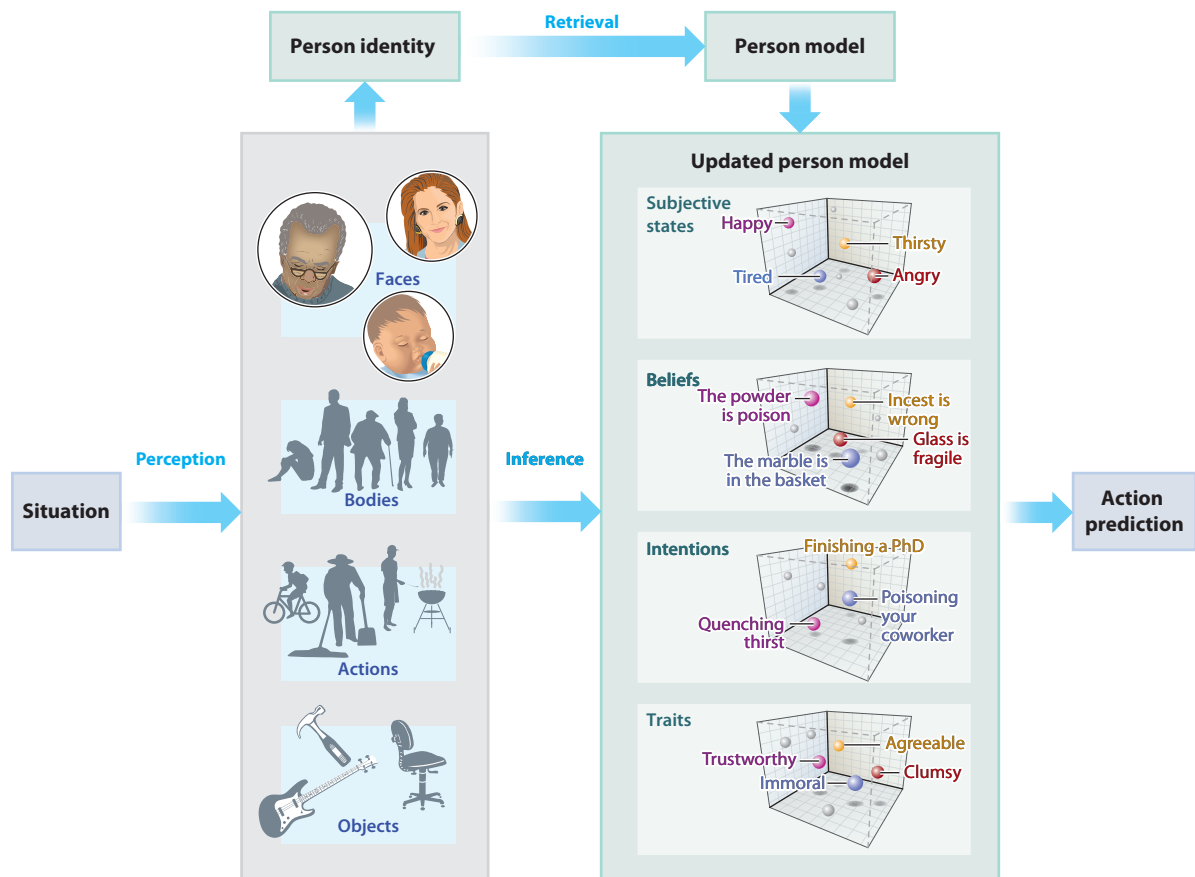 Retrieval
Person identity
Person model
Updated person model
Situation
Perception
Faces
Bodies
Actions
Objects
Inference
Subjective
states
Happy
Thirsty
Tired
Angry
Beliefs
The powder
is poison
Incest is
wrong
Glass is
fragile
The marble is
in the basket
Intentions
Finishing-a-PhD
Poisoning
your
coworker
Quenching
thirst
Traits
Agreeable
Trustworthy
Clumsy
Immoral
Action
prediction